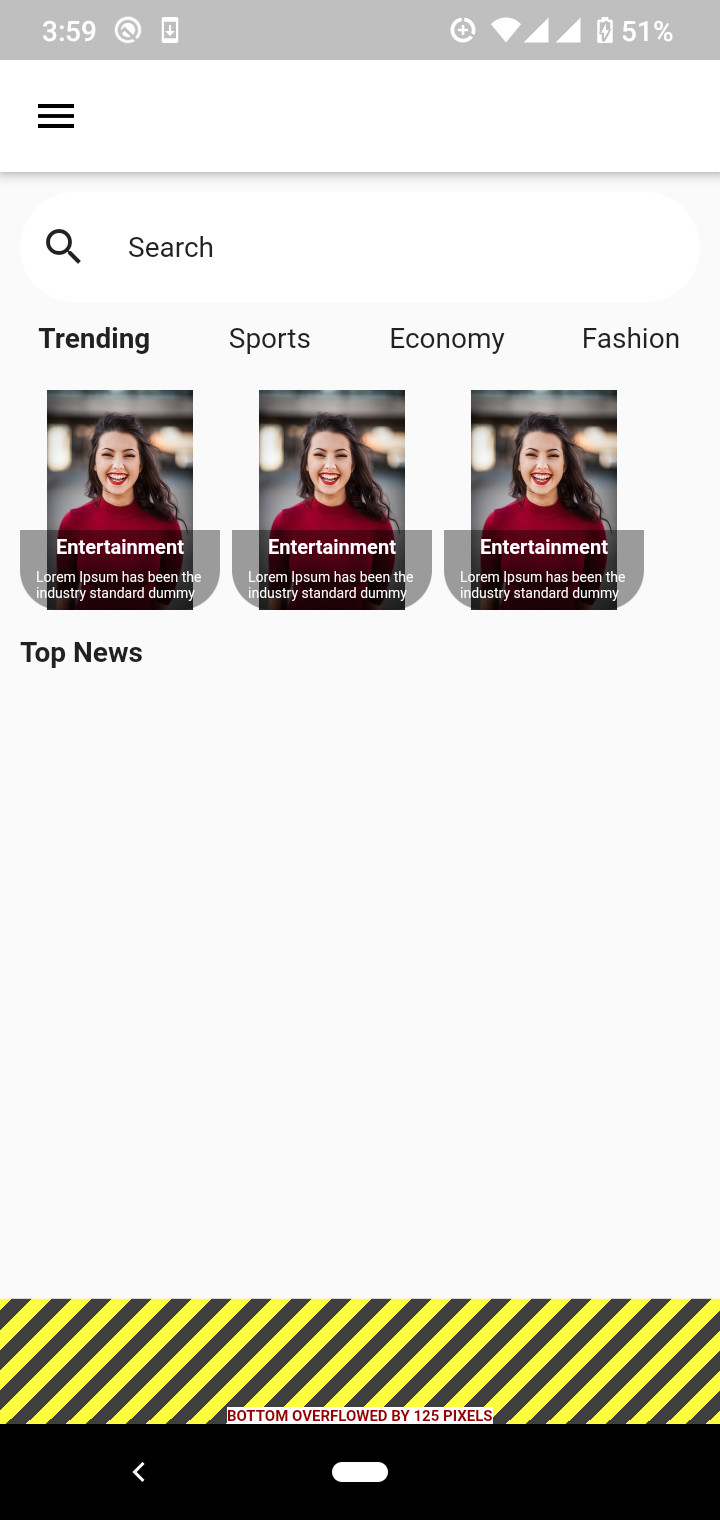 3:59 51%
Search
Trending Sports Economy Fashion
Entertainment Entertainment Entertainment
Lorem Ipsum has been the Lorem Ipsum has been the Lorem Ipsum has been the
industry standard dummy industry standard dummy industry standard dummy
Top News
BOTTOM OVERFLOWED BY 125 PIXELS